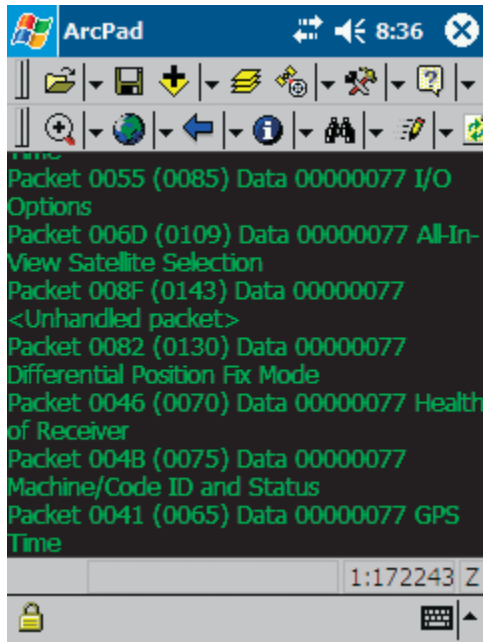 ArcPad 8:36
Time
Packet 0055 (0085) Data 00000077 I/O
Options
Packet 006D (0109) Data 00000077 All-In-
View Satellite Selection
Packet 008F (0143) Data 00000077
<Unhandled packet>
Packet 0082 (0130) Data 00000077
Differential Position Fix Mode
Packet 0046 (0070) Data 00000077 Health
of Receiver
Packet 004B (0075) Data 00000077
Machine/Code ID and Status
Packet 0041 (0065) Data 00000077 GPS
Time
1:172243 Z